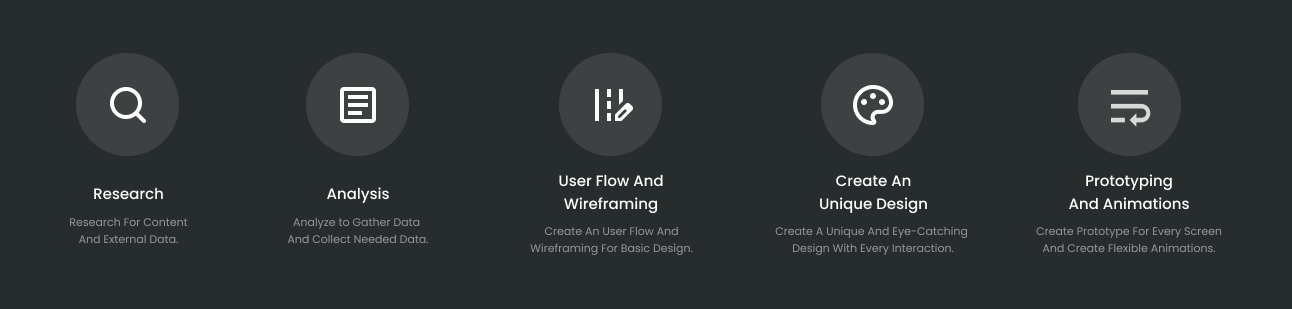 Research
Research For Content
And External Data.
Analysis
Analyze to Gather Data
And Collect Needed Data.
User Flow And
Wireframing
Create An User Flow And
Wireframing For Basic Design.
Create An
Unique Design
Create A Unique And Eye-Catching
Design With Every Interaction.
Prototyping
And Animations
Create Prototype For Every Screen
And Create Flexible Animations.